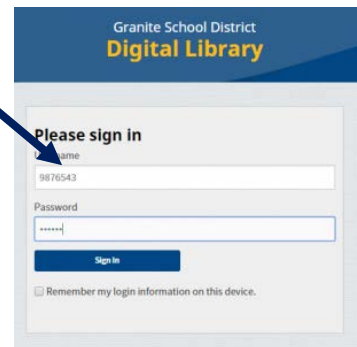 Granite School District
Digital Library
Please sign in
Username
9876543
Password
••••••
Sign In
Remember my login information on this device.